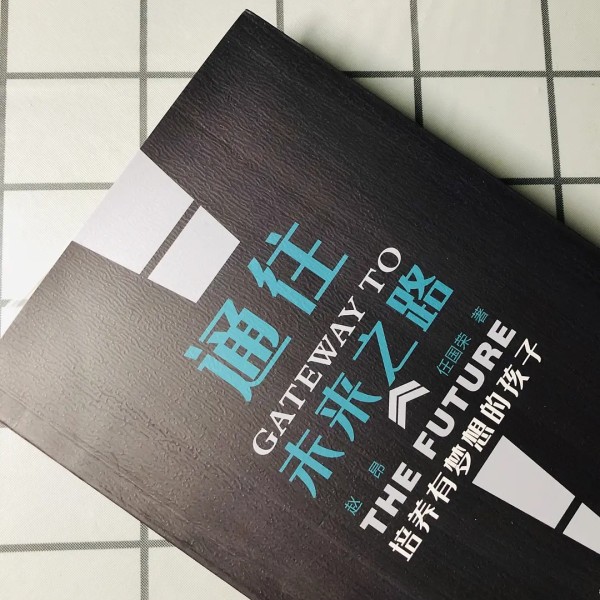 通往
GATEWAY TO
未来之路
赵昂 任国荣 著
THE FUTURE
培养有梦想的孩子